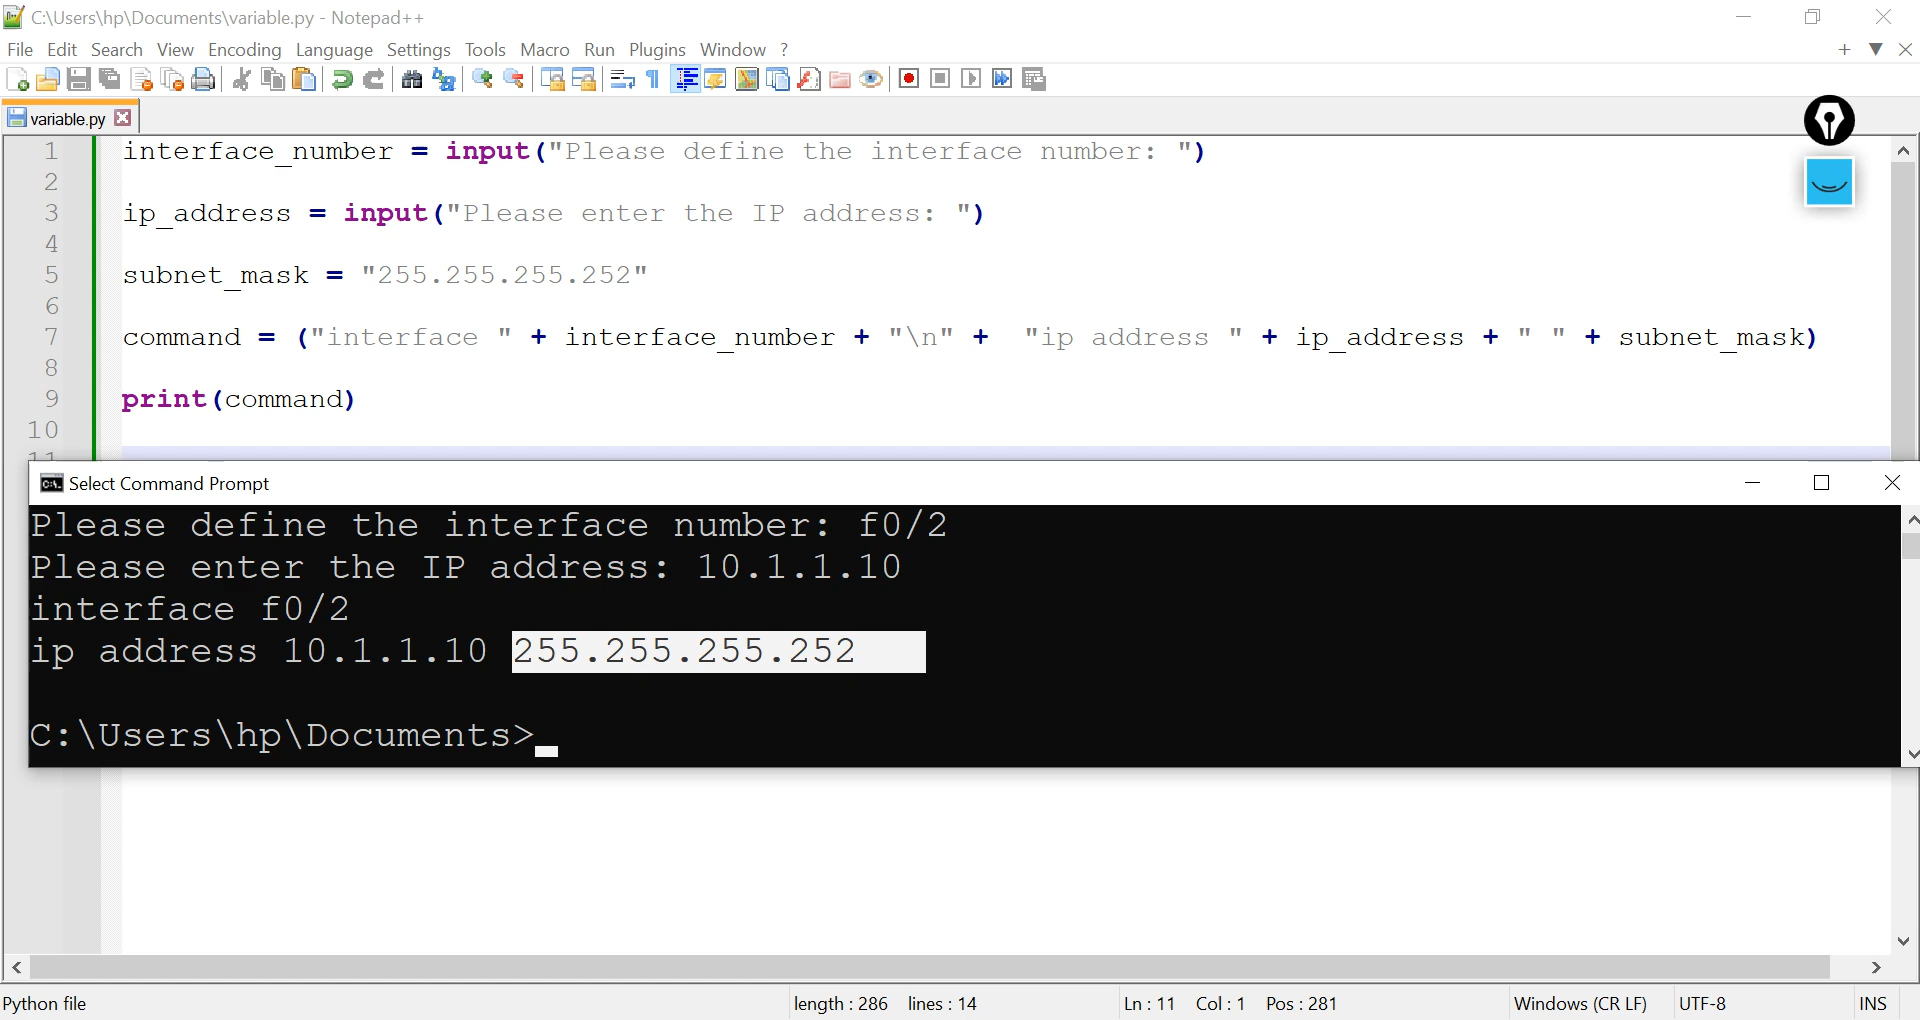 C:\Users\hp\Documents\variable.py - Notepad++
File Edit Search View Encoding Language Settings Tools Macro Run Plugins Window ?
variable.py
1 interface_number = input("Please define the interface number: ")
2
3 ip_address = input("Please enter the IP address: ")
4
5 subnet_mask = "255.255.255.252"
6
7 command = ("interface " + interface_number + "\n" +  "ip address " + ip_address + " " + subnet_mask)
8
9 print(command)
10
11
Select Command Prompt
Please define the interface number: f0/2
Please enter the IP address: 10.1.1.10
interface f0/2
ip address 10.1.1.10 255.255.255.252
C:\Users\hp\Documents>
Python file length : 286 lines : 14 Ln : 11 Col : 1 Pos : 281 Windows (CR LF) UTF-8 INS